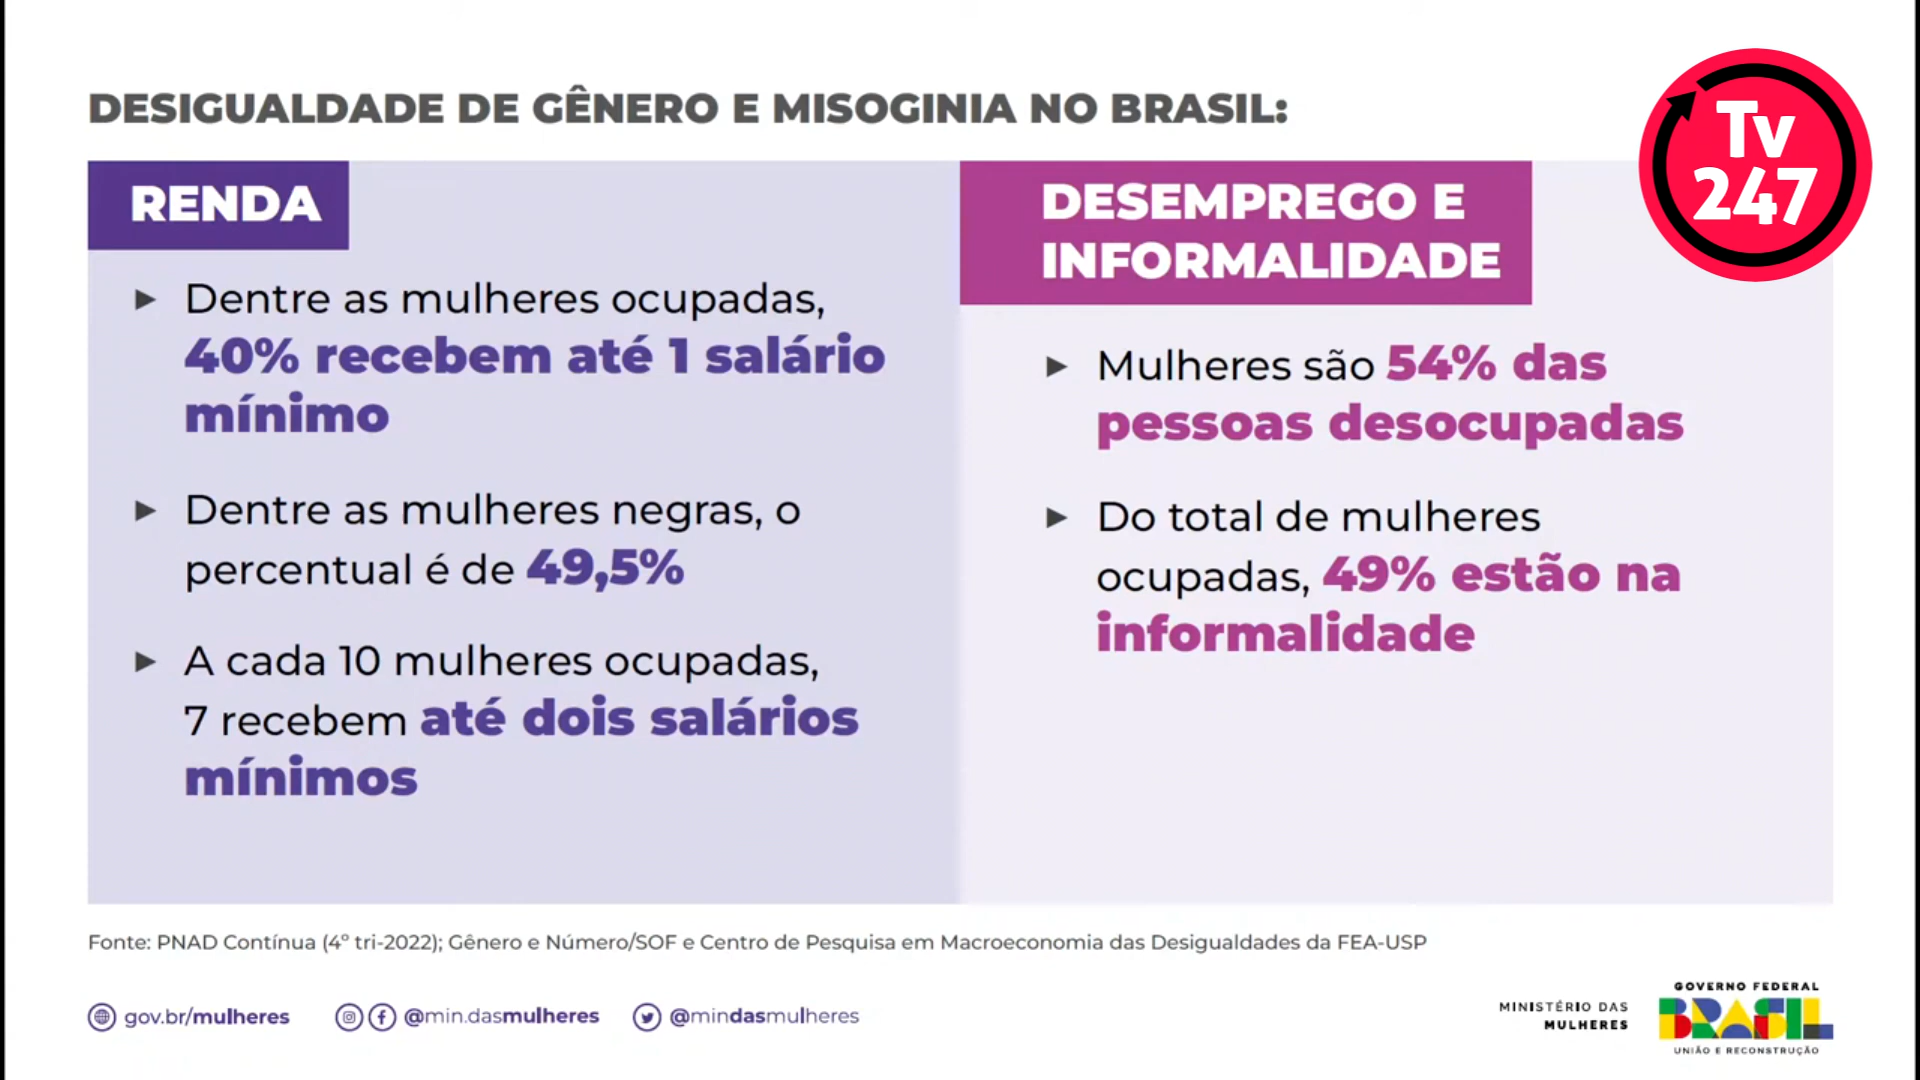 DESIGUALDADE DE GÊNERO E MISOGINIA NO BRASIL:
Tv
247
RENDA
Dentre as mulheres ocupadas,
40% recebem até 1 salário
mínimo
Dentre as mulheres negras, o
percentual é de 49,5%
A cada 10 mulheres ocupadas,
7 recebem até dois salários
mínimos
DESEMPREGO E
INFORMALIDADE
Mulheres são 54% das
pessoas desocupadas
Do total de mulheres
ocupadas, 49% estão na
informalidade
Fonte: PNAD Contínua (4º tri-2022); Gênero e Número/SOF e Centro de Pesquisa em Macroeconomia das Desigualdades da FEA-USP
gov.br/mulheres
@min.dasmulheres
@mindasmulheres
MINISTÉRIO DAS
MULHERES
GOVERNO FEDERAL
BRASIL
UNIÃO E RECONSTRUÇÃO